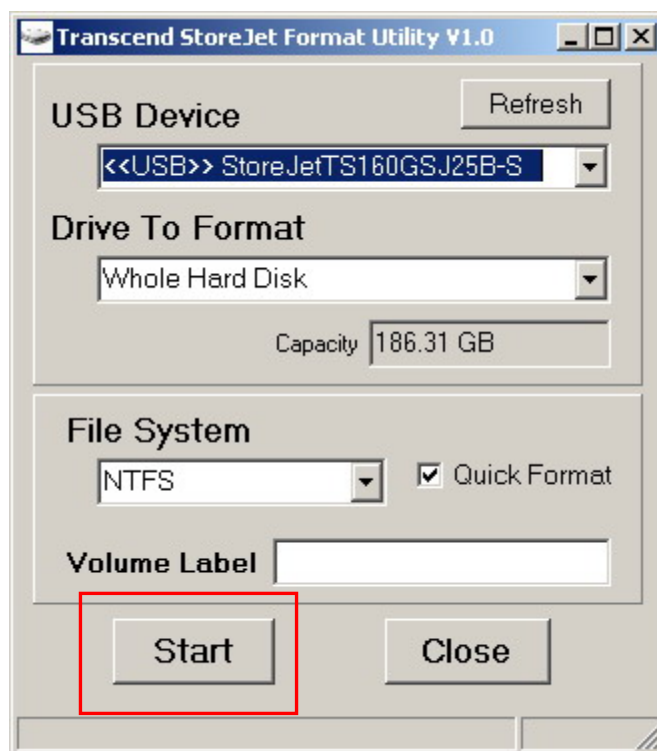 Transcend StoreJet Format Utility V1.0
Refresh
USB Device
<<USB>> StoreJetTS160GSJ25B-S
Drive To Format
Whole Hard Disk
Capacity 186.31 GB
File System
NTFS Quick Format
Volume Label
Start Close